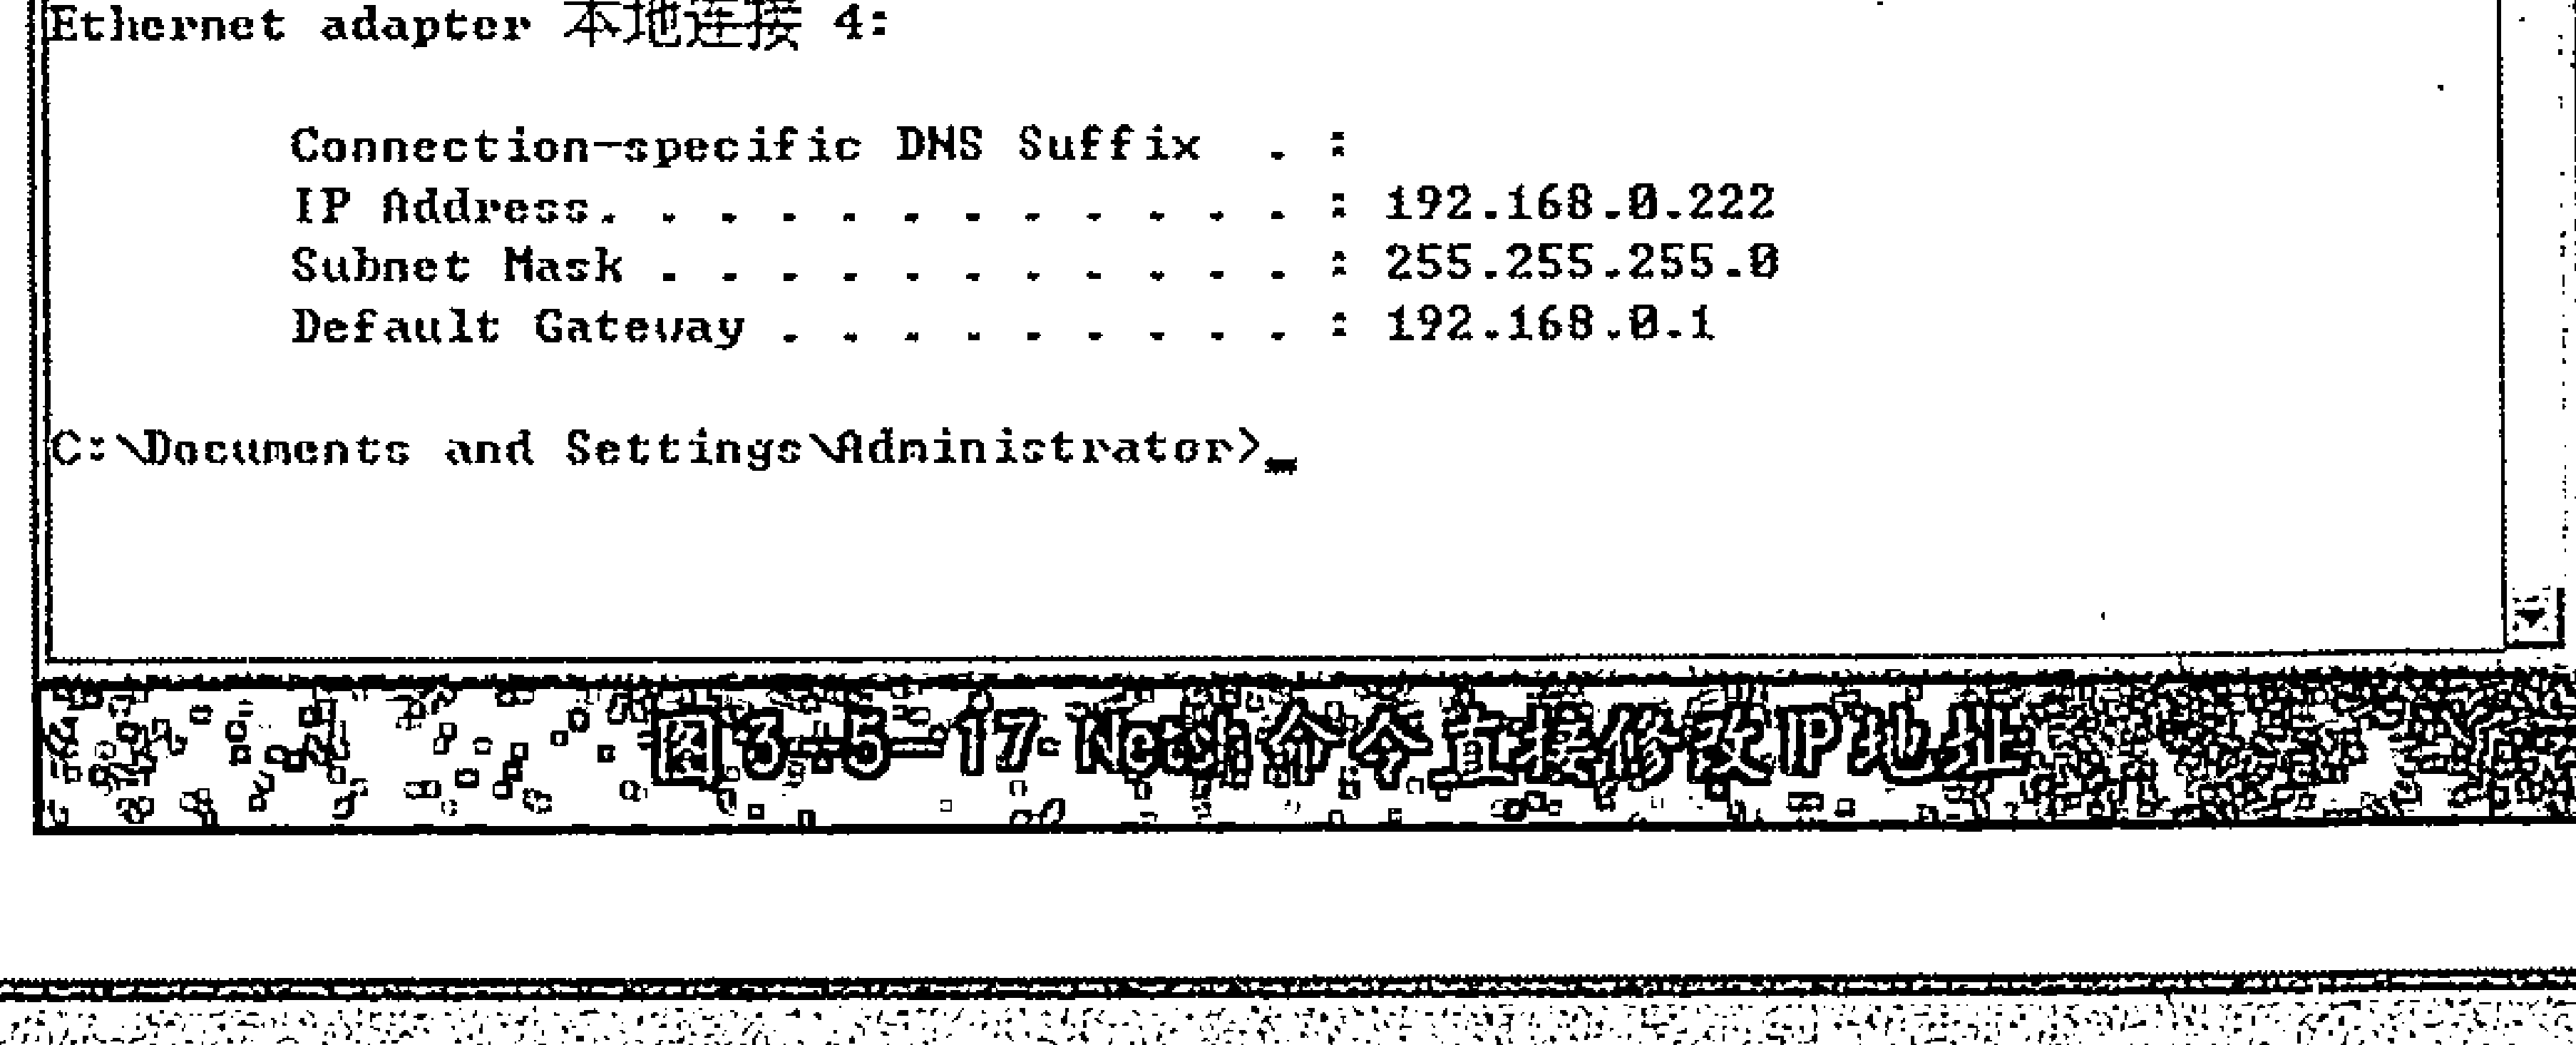 Ethernet adapter 本地连接 4:
Connection-specific DNS Suffix . :
IP Address. . . . . . . . . . . . : 192.168.0.222
Subnet Mask . . . . . . . . . . . : 255.255.255.0
Default Gateway . . . . . . . . . : 192.168.0.1
C:\Documents and Settings\Administrator>_
图 3-5-17 Netsh命令直接修改IP地址